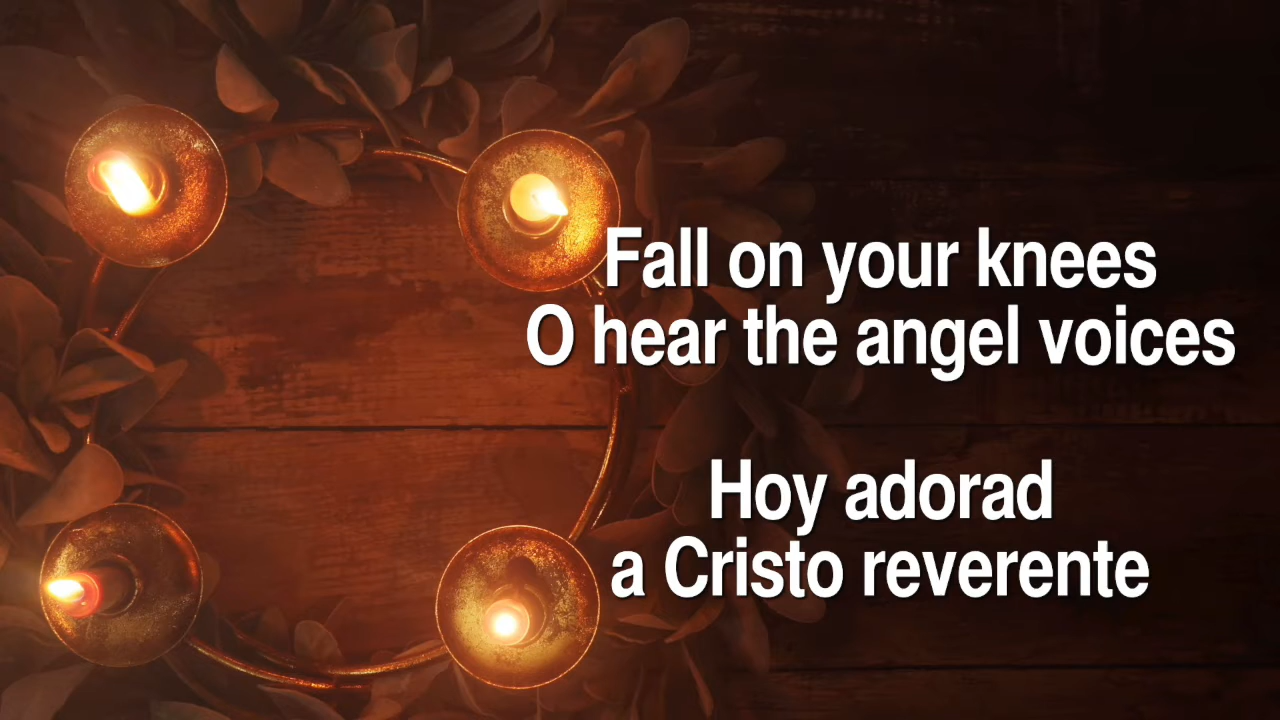 Fall on your knees
O hear the angel voices
Hoy adorad
a Cristo reverente